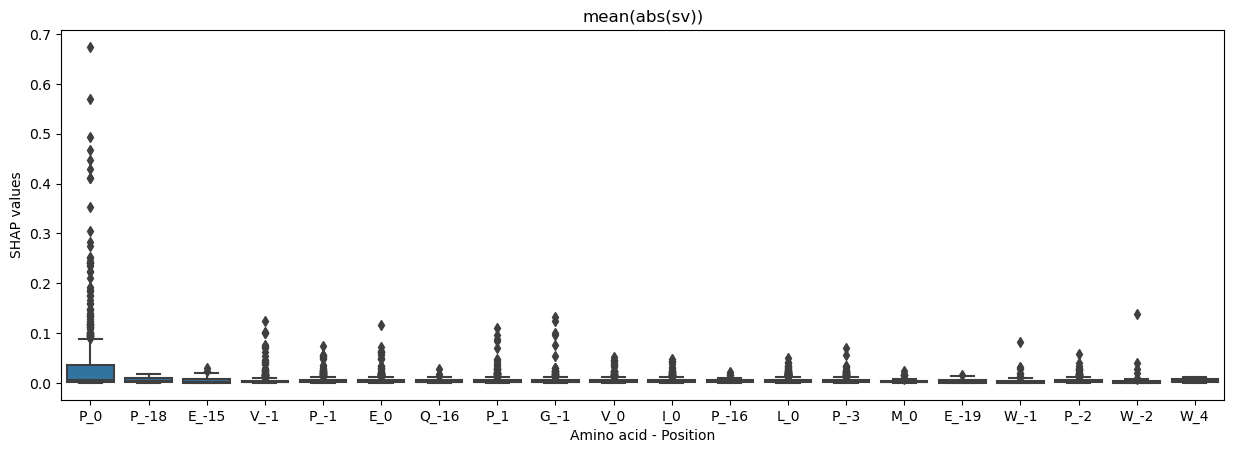 mean(abs(sv))
0.7
0.6
0.5
0.4
0.3
0.2
0.1
0.0
SHAP values
P_0 P_-18 E_-15 V_-1 P_-1 E_0 Q_-16 P_1 G_-1 V_0 I_0 P_-16 L_0 P_-3 M_0 E_-19 W_-1 P_-2 W_-2 W_4
Amino acid - Position